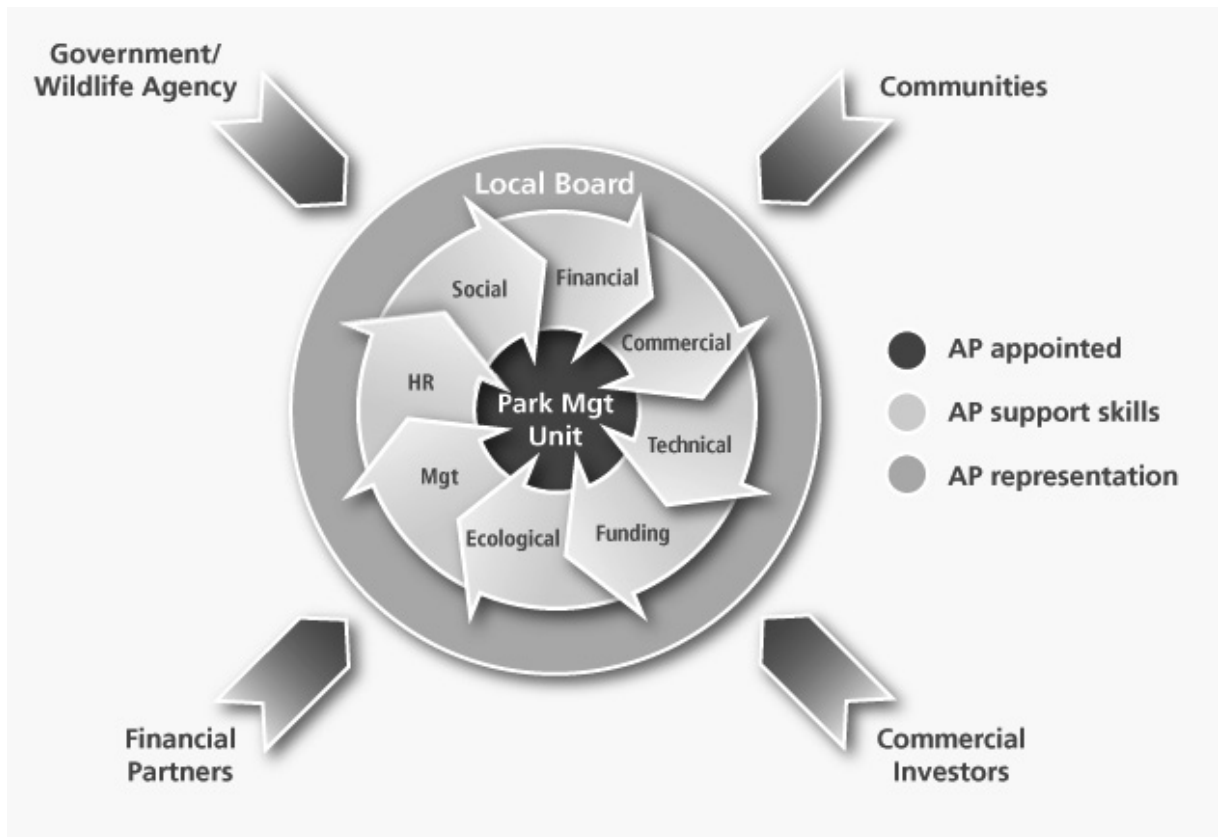 Government/
Wildlife Agency
Communities
Local Board
Social
Financial
Commercial
HR
Park Mgt
Unit
Technical
Mgt
Ecological
Funding
AP appointed
AP support skills
AP representation
Financial
Partners
Commercial
Investors